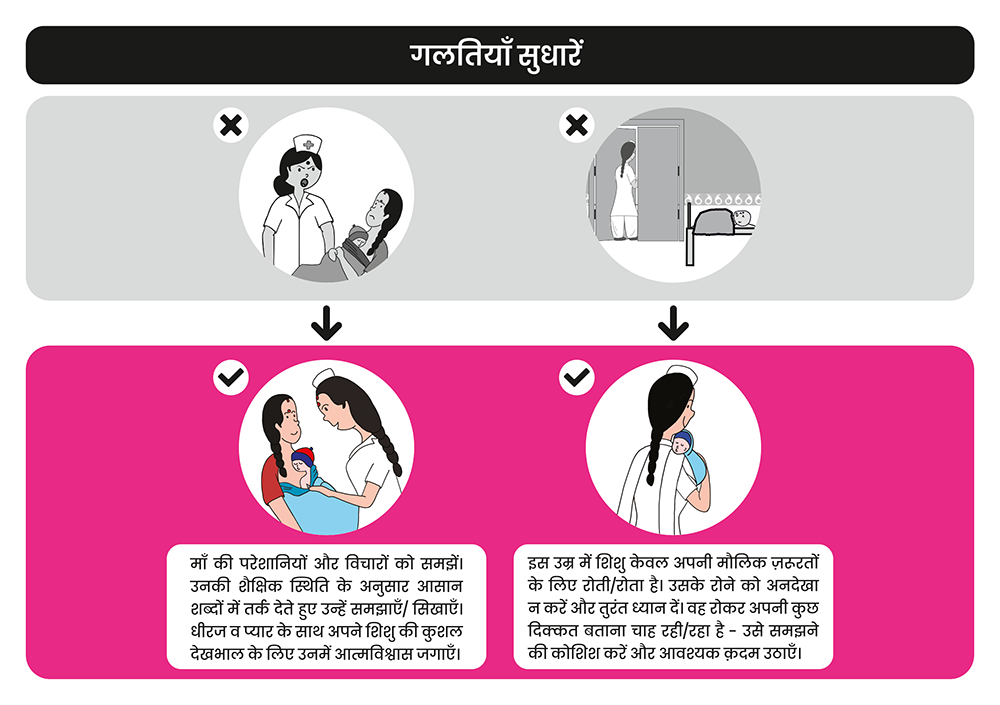 गलतियाँ सुधारें
माँ की परेशानियों और विचारों को समझें।
उनकी शैक्षिक स्थिति के अनुसार आसान
शब्दों में तर्क देते हुए उन्हें समझाएँ/ सिखाएँ।
धीरज व प्यार के साथ अपने शिशु की कुशल
देखभाल के लिए उनमें आत्मविश्वास जगाएँ।
इस उम्र में शिशु केवल अपनी मौलिक ज़रूरतों
के लिए रोती/रोता है। उसके रोने को अनदेखा
न करें और तुरंत ध्यान दें। वह रोकर अपनी कुछ
दिक्कत बताना चाह रही/रहा है - उसे समझने
की कोशिश करें और आवश्यक क़दम उठाएँ।